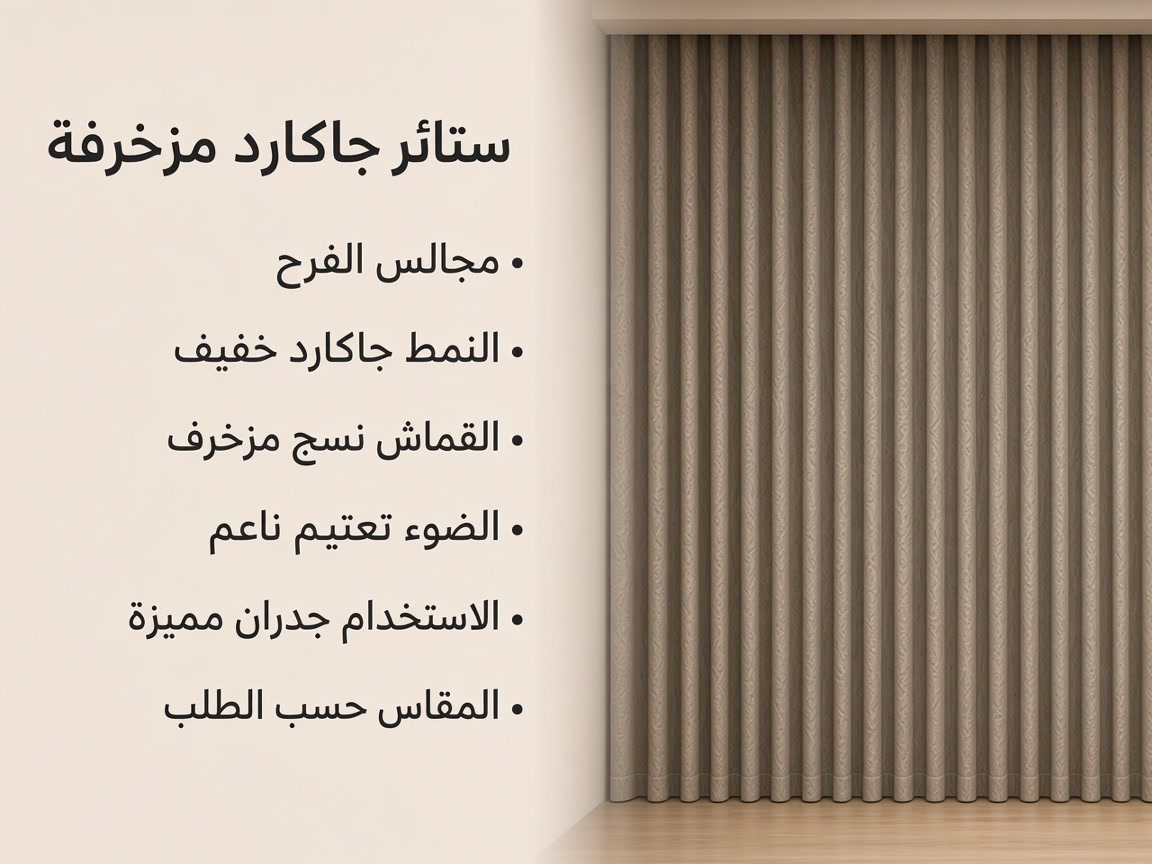 ستائر جاكارد مزخرفة
• مجالس الفرح
• النمط جاكارد خفيف
• القماش نسج مزخرف
• الضوء تعتيم ناعم
• الاستخدام جدران مميزة
• المقاس حسب الطلب